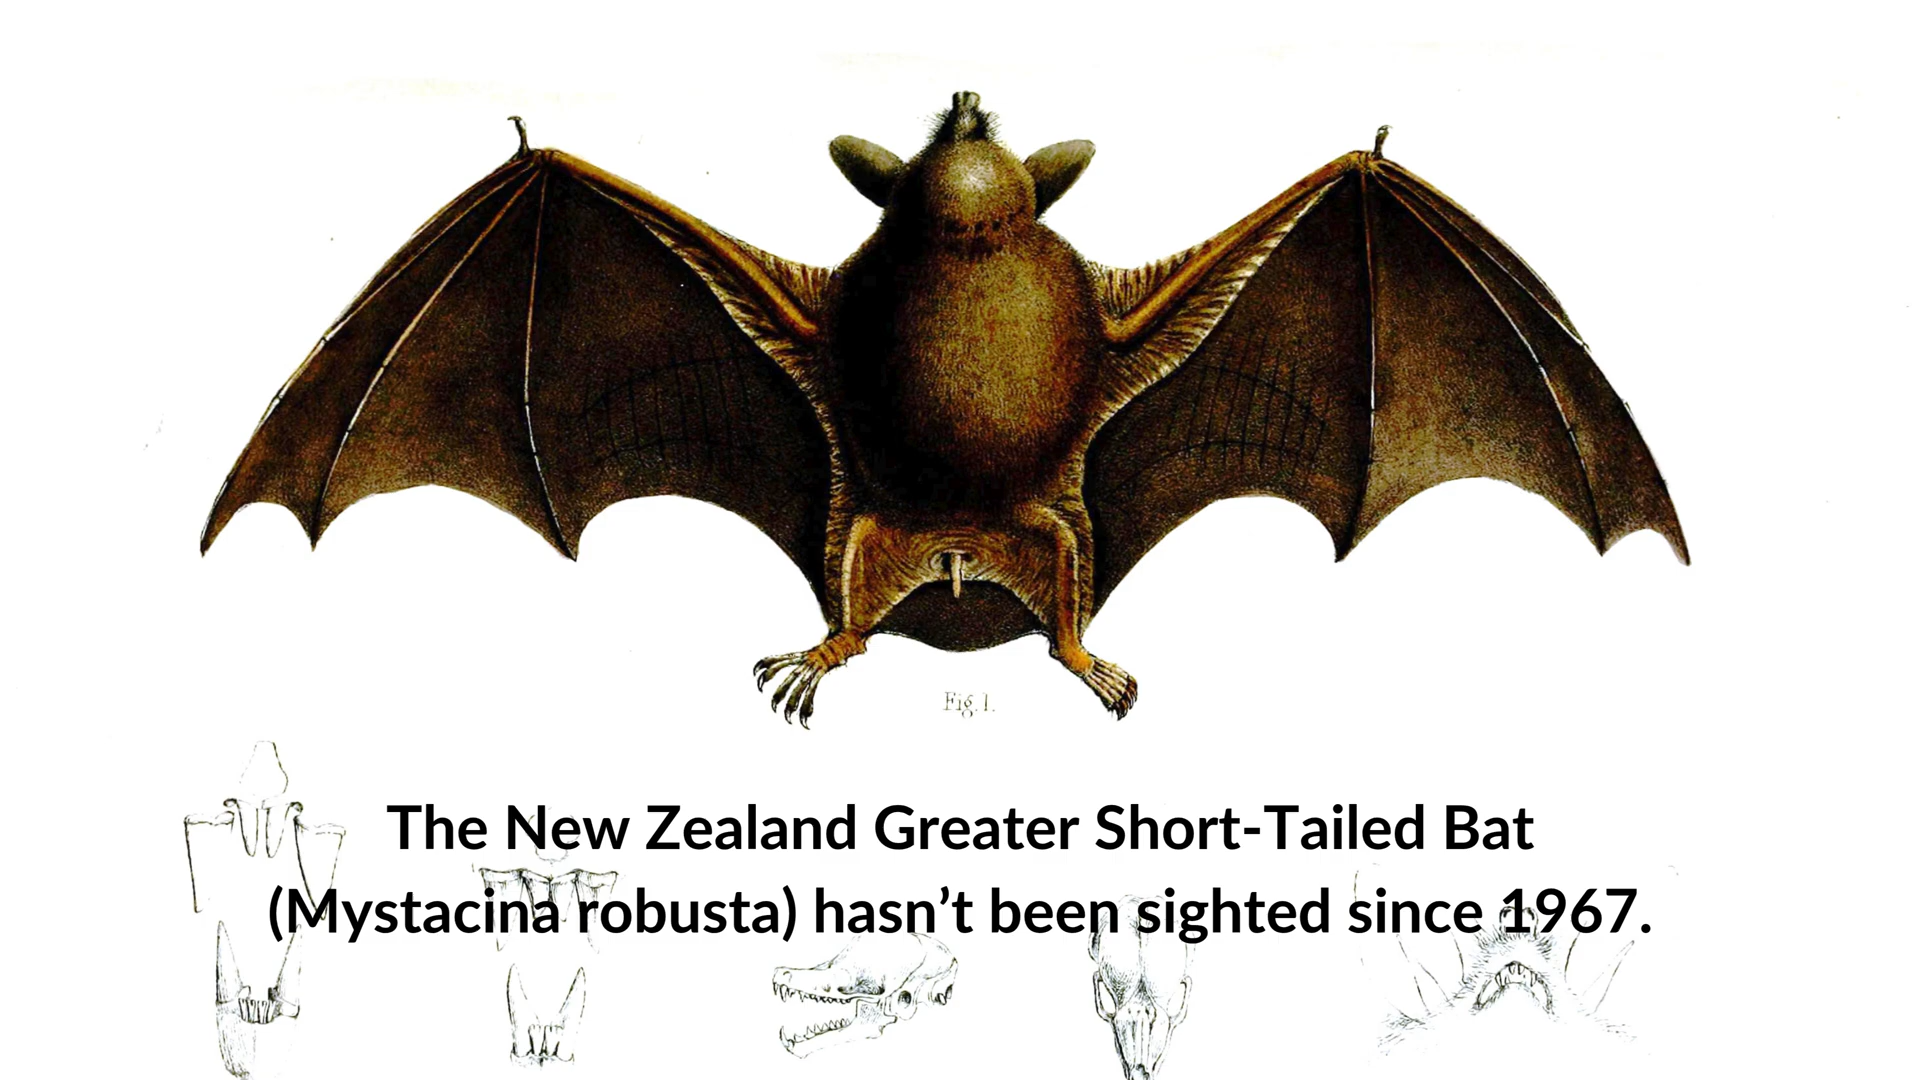 Fig. 1.
The New Zealand Greater Short-Tailed Bat
(Mystacina robusta) hasn’t been sighted since 1967.